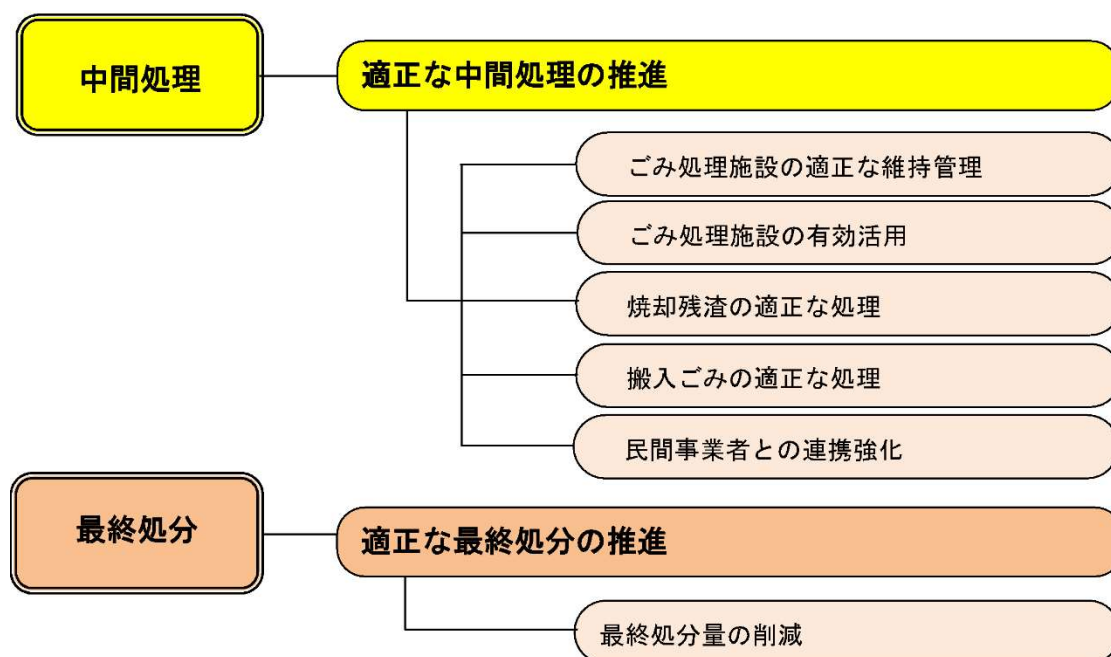 中間処理
適正な中間処理の推進
ごみ処理施設の適正な維持管理
ごみ処理施設の有効活用
焼却残渣の適正な処理
搬入ごみの適正な処理
民間事業者との連携強化
最終処分
適正な最終処分の推進
最終処分量の削減